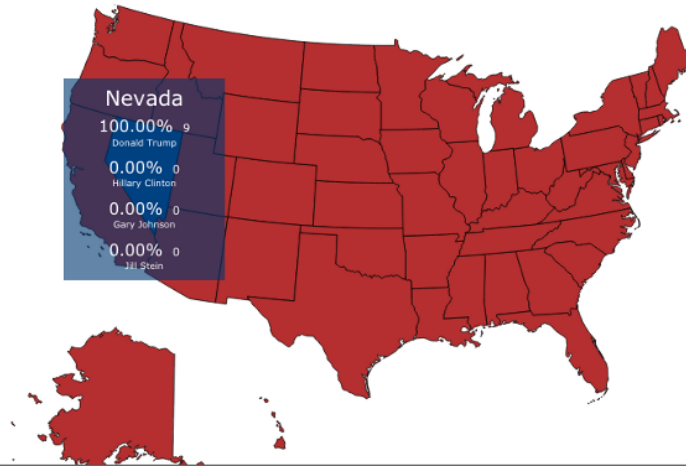 Nevada
100.00% 9
Donald Trump
0.00% 0
Hillary Clinton
0.00% 0
Gary Johnson
0.00% 0
Jill Stein